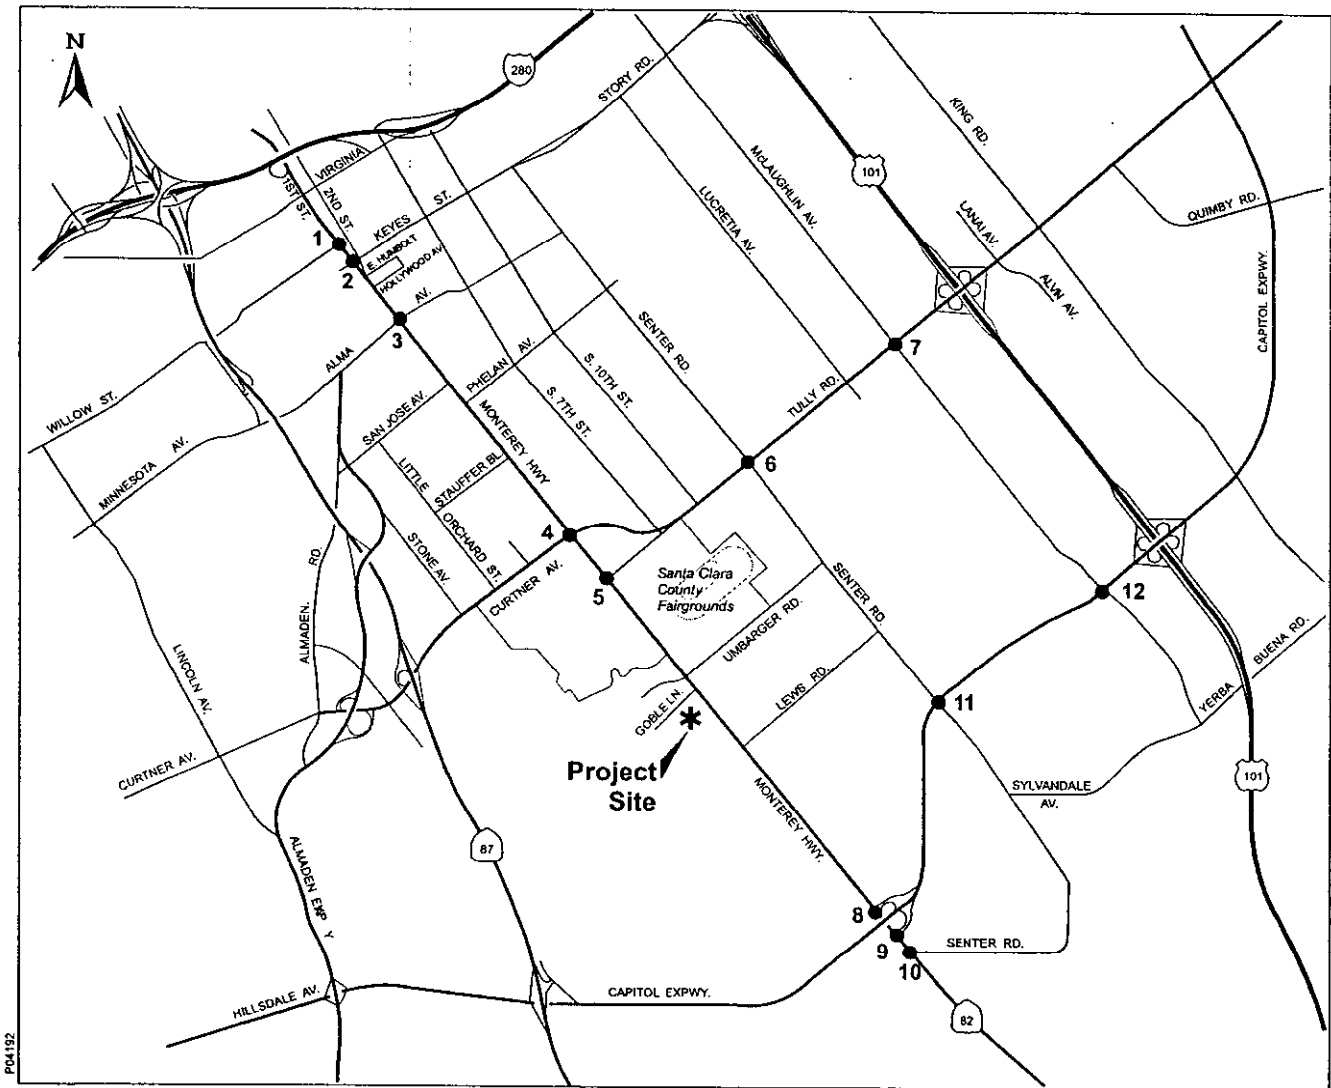 N
280
STORY RD.
KING RD.
VIRGINIA
1ST ST.
2ND ST.
KEYES ST.
McLAUGHLIN AV.
101
LUCRETIA AV.
LANAI AV.
QUIMBY RD.
1
2
E. HUMBOLT
HOLLYWOOD AV.
ALVIN AV.
CAPITOL EXPWY.
3
ALMA AV.
SENTER RD.
7
PHELAN AV.
S. 10TH ST.
S. 7TH ST.
TULLY RD.
WILLOW ST.
MINNESOTA AV.
SAN JOSE AV.
MONTEREY HWY
LITTLE ORCHARD ST.
STAUFFER BL.
6
STONE AV.
4
CURTNER AV.
5
Santa Clara
County
Fairgrounds
SENTER RD.
12
ALMADEN RD.
UMBARGER RD.
LINCOLN AV.
LEWS RD.
BUENA RD.
YERBA
GOBLE LN.
11
Project
Site
CURTNER AV.
101
SYLVANDALE
AV.
MONTEREY HWY.
87
ALMADEN EXP Y
8
9
10
SENTER RD.
HILLSDALE AV.
CAPITOL EXPWY.
82
P04192